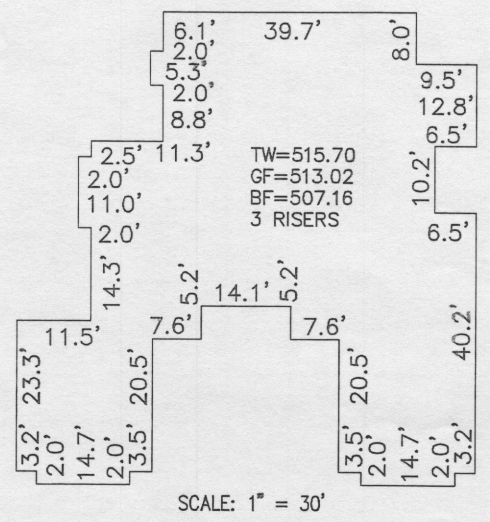 6.1' 39.7' 8.0'
2.0'
5.3'
2.0'
8.8'
9.5'
12.8'
6.5'
10.2'
6.5'
2.5' 11.3'
2.0'
11.0'
2.0'
TW=515.70
GF=513.02
BF=507.16
3 RISERS
14.3'
5.2' 14.1' 5.2'
11.5' 7.6' 7.6'
40.2'
23.3' 20.5' 20.5'
3.2' 2.0' 14.7' 2.0' 3.5' 3.5' 2.0' 14.7' 2.0' 3.2'
SCALE: 1" = 30'